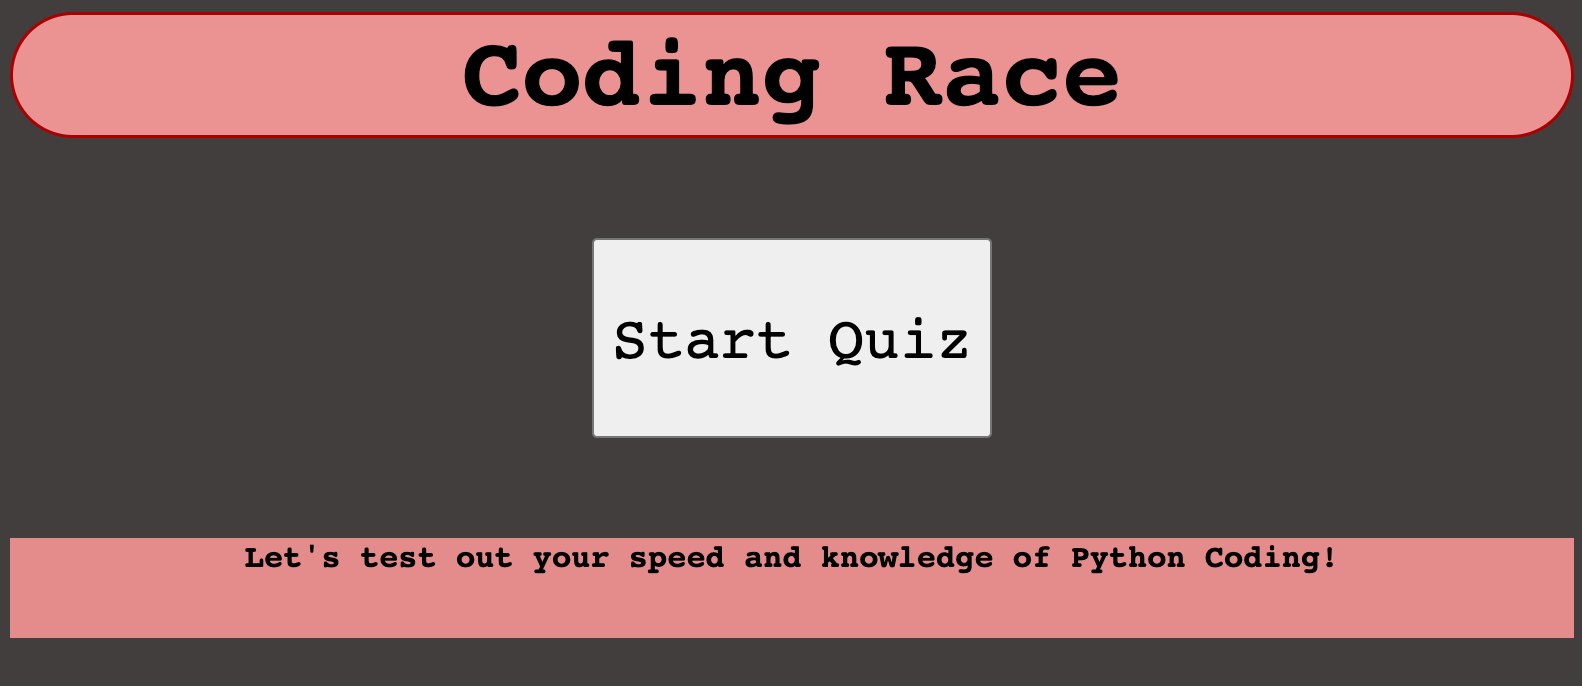 Coding Race
Start Quiz
Let's test out your speed and knowledge of Python Coding!